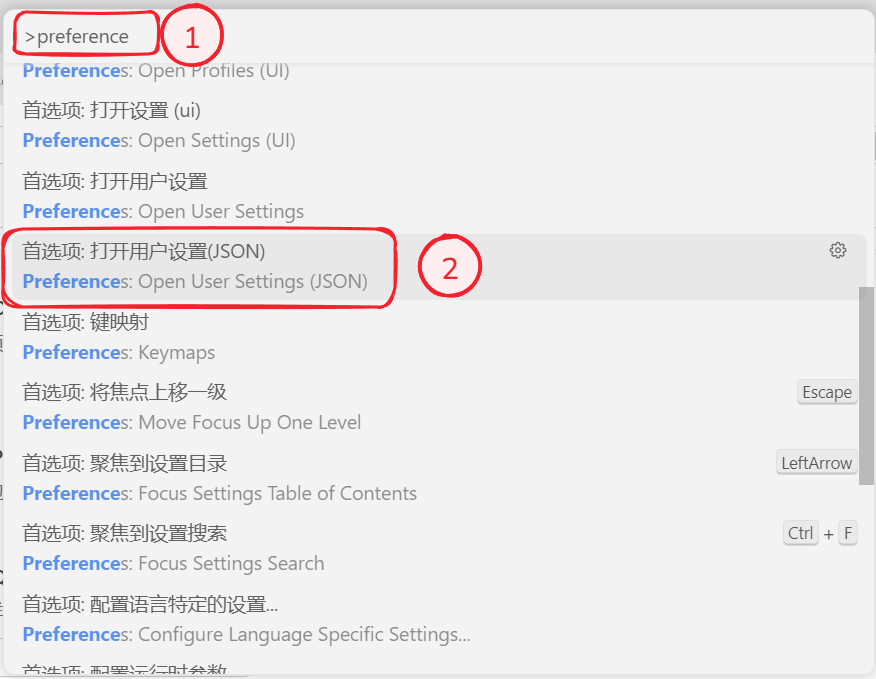 >preference
1
Preferences: Open Profiles (UI)
首选项: 打开设置 (ui)
Preferences: Open Settings (UI)
首选项: 打开用户设置
Preferences: Open User Settings
首选项: 打开用户设置(JSON)
Preferences: Open User Settings (JSON)
2
首选项: 键映射
Preferences: Keymaps
首选项: 将焦点上移一级
Escape
Preferences: Move Focus Up One Level
首选项: 聚焦到设置目录
LeftArrow
Preferences: Focus Settings Table of Contents
首选项: 聚焦到设置搜索
Ctrl + F
Preferences: Focus Settings Search
首选项: 配置语言特定的设置...
Preferences: Configure Language Specific Settings...
首选项: 配置运行时参数